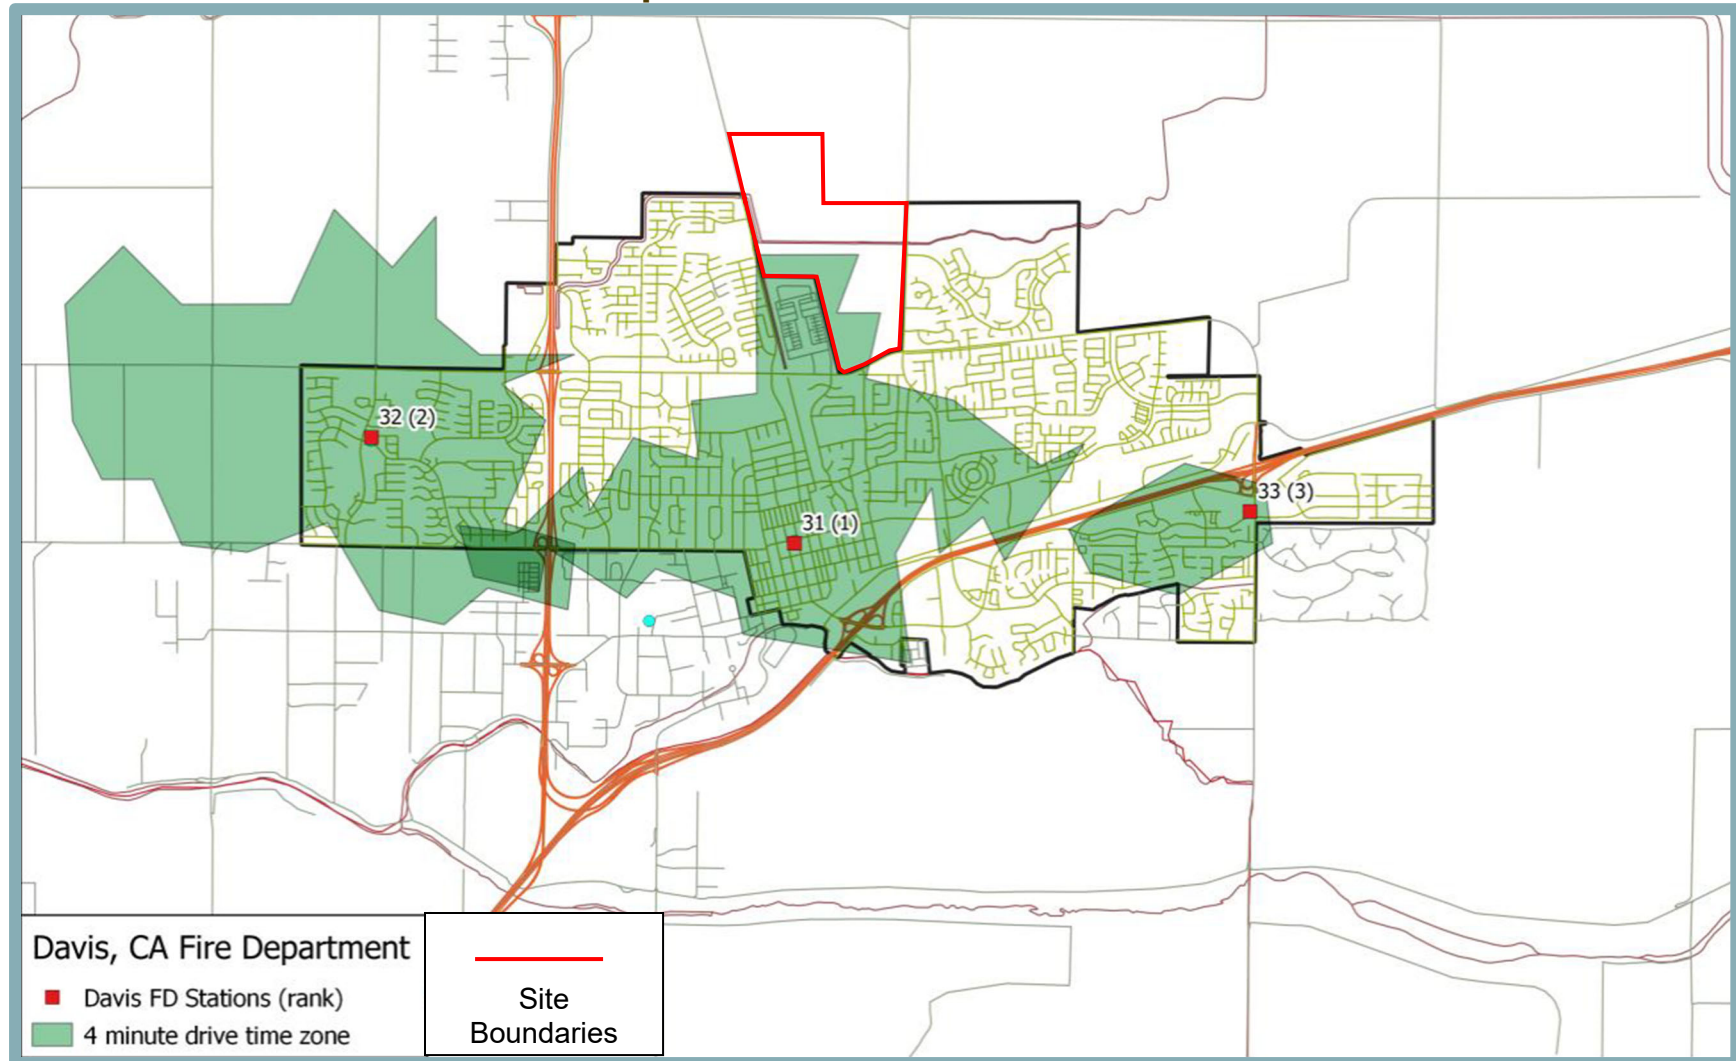 32 (2)
33 (3)
31 (1)
Davis, CA Fire Department
Davis FD Stations (rank)
4 minute drive time zone
Site
Boundaries